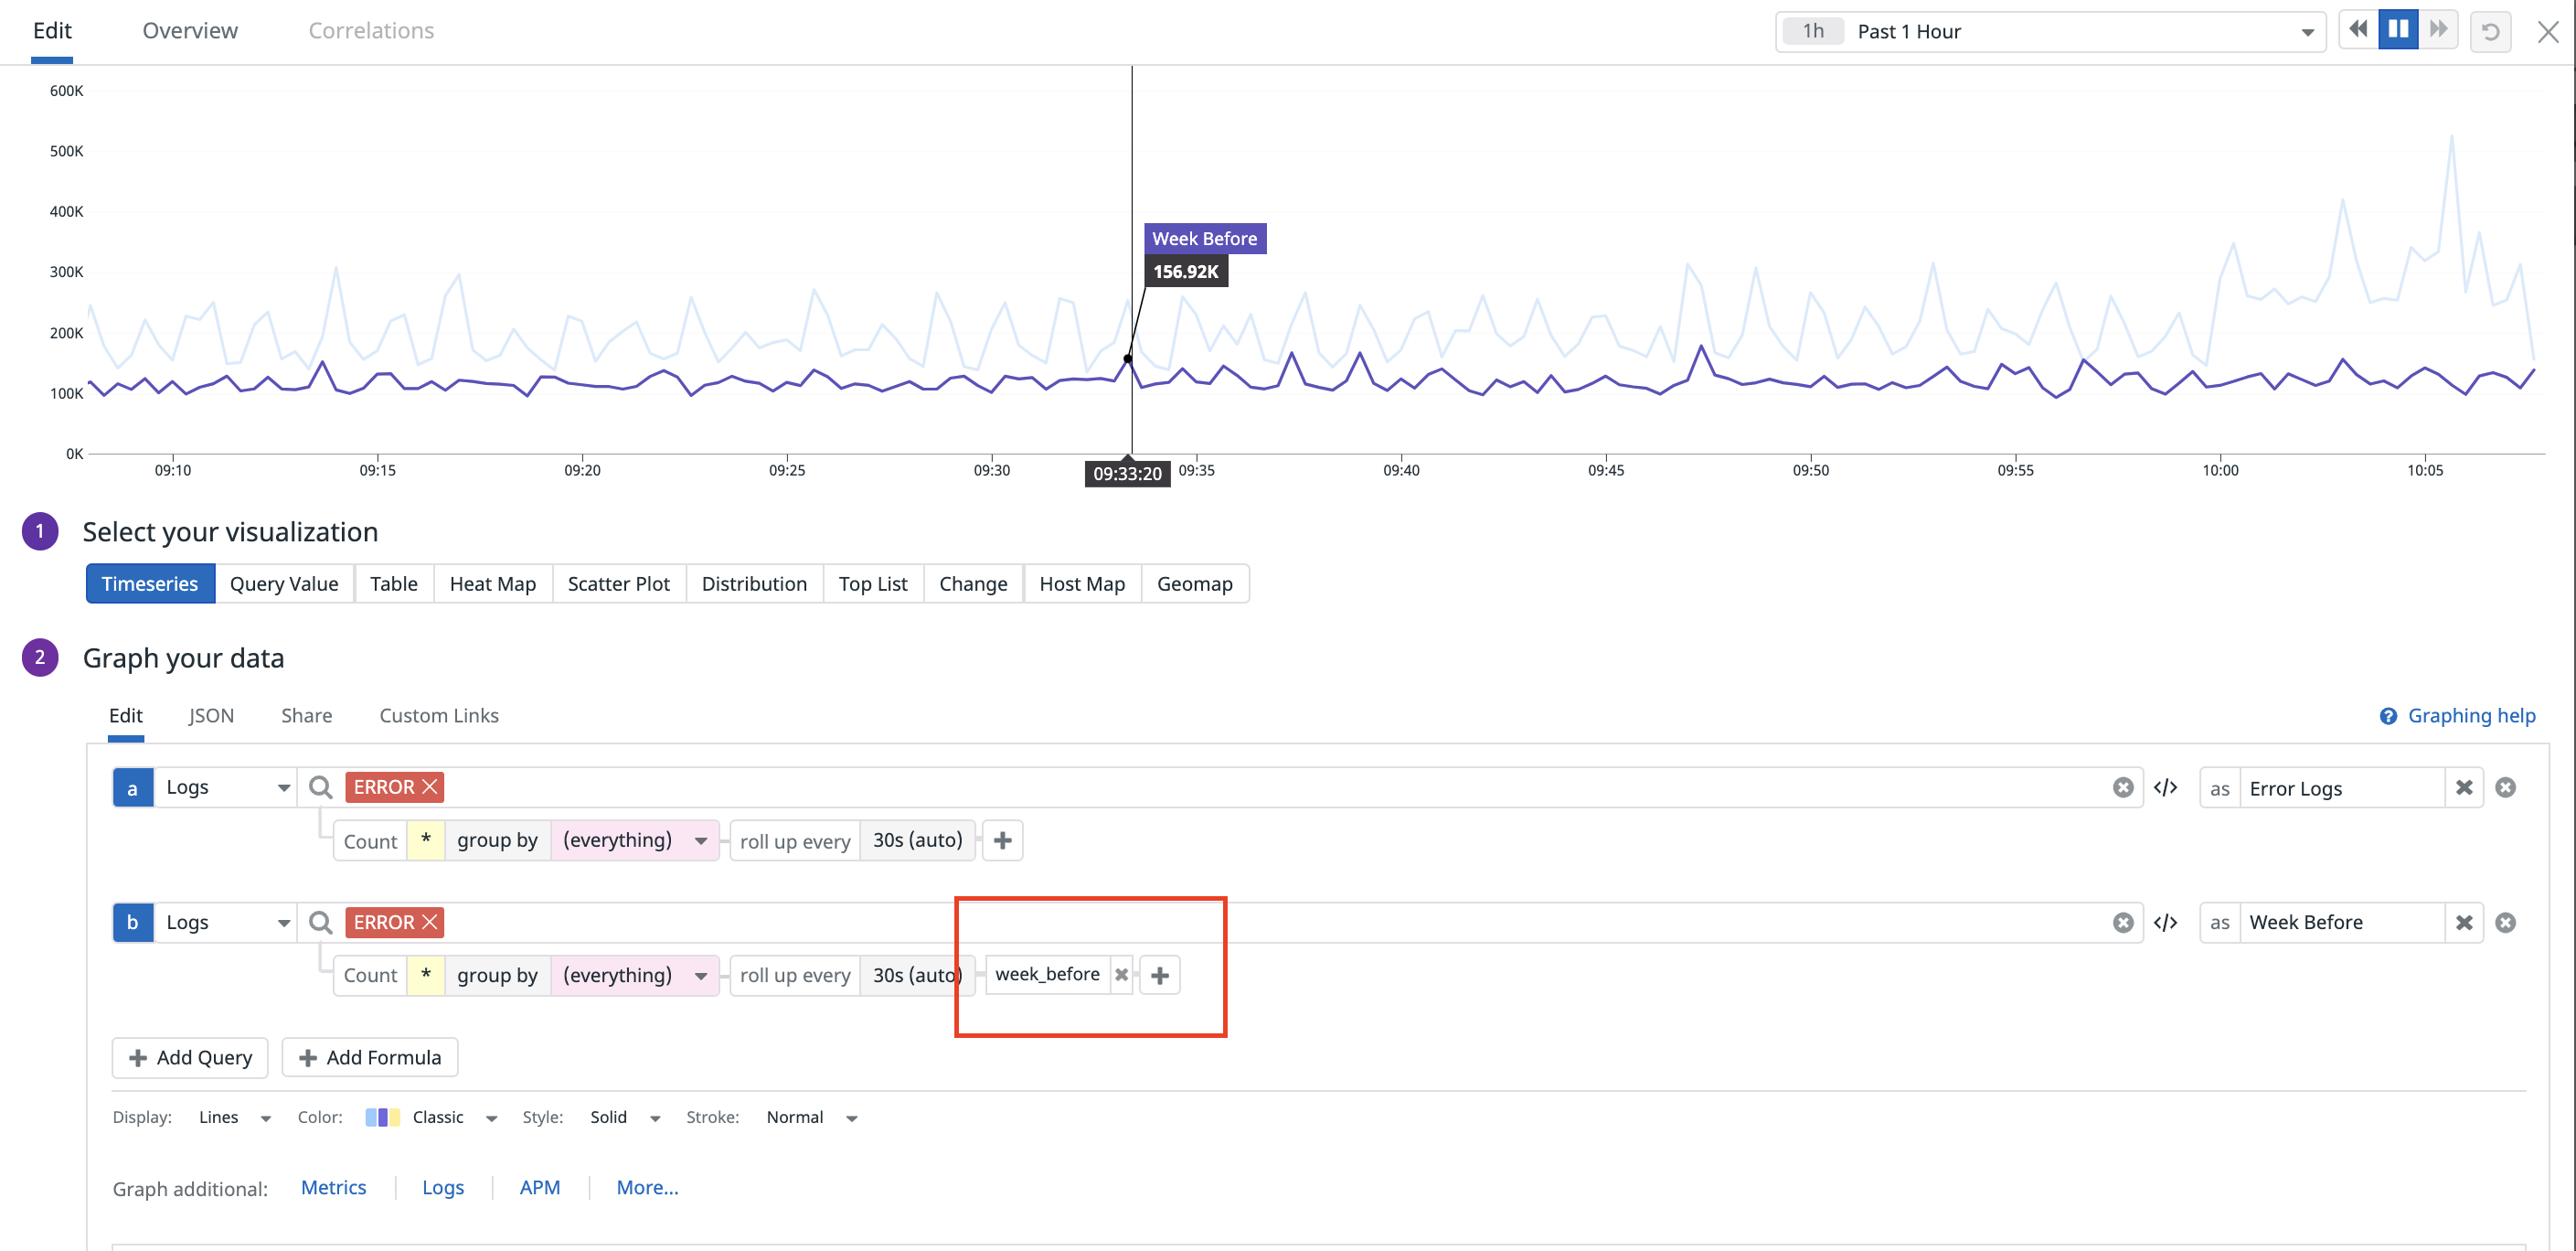 Edit Overview Correlations 1h Past 1 Hour
600K
500K
400K
300K
200K
100K
0K
Week Before
156.92K
09:10 09:15 09:20 09:25 09:30 09:33:20 09:35 09:40 09:45 09:50 09:55 10:00 10:05
1 Select your visualization
Timeseries Query Value Table Heat Map Scatter Plot Distribution Top List Change Host Map Geomap
2 Graph your data
Edit JSON Share Custom Links ? Graphing help
a Logs ERROR </> as Error Logs
Count * group by (everything) roll up every 30s (auto) +
b Logs ERROR </> as Week Before
Count * group by (everything) roll up every 30s (auto) week_before +
+ Add Query + Add Formula
Display: Lines Color: Classic Style: Solid Stroke: Normal
Graph additional: Metrics Logs APM More...